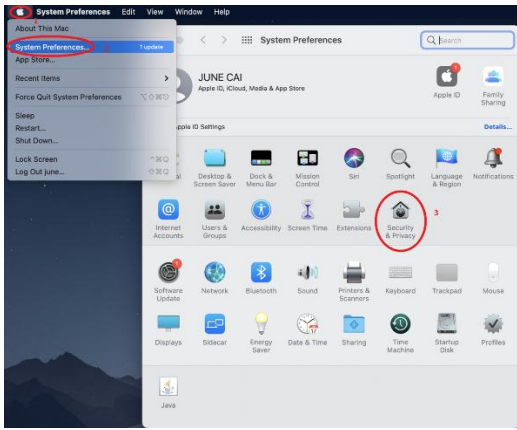 System Preferences Edit View Window Help
About This Mac
System Preferences... 1 update
App Store...
Recent Items
Force Quit System Preferences
Sleep
Restart...
Shut Down...
Lock Screen
Log Out june...
System Preferences
Search
JUNE CAI
Apple ID, iCloud, Media & App Store
Apple ID
Family
Sharing
Apple ID Settings
Details...
Desktop &
Screen Saver
Dock &
Menu Bar
Mission
Control
Siri
Spotlight
Language
& Region
Notifications
3
Internet
Accounts
Users &
Groups
Accessibility
Screen Time
Extensions
Security
& Privacy
Software
Update
Network
Bluetooth
Sound
Printers &
Scanners
Keyboard
Trackpad
Mouse
Displays
Sidecar
Energy
Saver
Date & Time
Sharing
Time
Machine
Startup
Disk
Profiles
Java